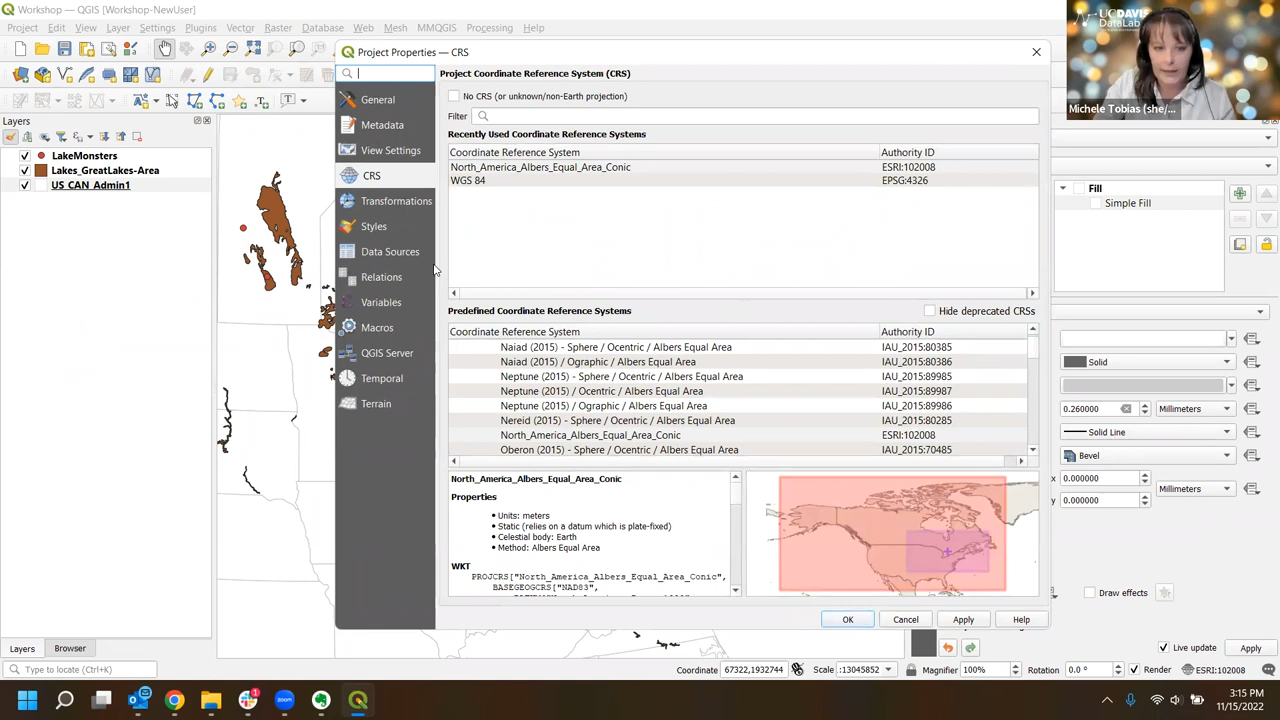 Workshop — QGIS [Workshop-NewUser]
Project Edit View Layer Settings Plugins Vector Raster Database Web Mesh MMQGIS Processing Help
UCDAVIS
DataLab
Michele Tobias (she/...
Layers
LakeMonsters
Lakes_GreatLakes-Area
US_CAN_Admin1
Project Properties — CRS
General
Metadata
View Settings
CRS
Transformations
Styles
Data Sources
Relations
Variables
Macros
QGIS Server
Temporal
Terrain
Project Coordinate Reference System (CRS)
No CRS (or unknown/non-Earth projection)
Filter
Recently Used Coordinate Reference Systems
Coordinate Reference System Authority ID
North_America_Albers_Equal_Area_Conic ESRI:102008
WGS 84 EPSG:4326
Predefined Coordinate Reference Systems Hide deprecated CRSs
Coordinate Reference System Authority ID
Naiad (2015) - Sphere / Ocentric / Albers Equal Area IAU_2015:80385
Naiad (2015) / Ographic / Albers Equal Area IAU_2015:80386
Neptune (2015) - Sphere / Ocentric / Albers Equal Area IAU_2015:89985
Neptune (2015) / Ocentric / Albers Equal Area IAU_2015:89987
Neptune (2015) / Ographic / Albers Equal Area IAU_2015:89986
Nereid (2015) - Sphere / Ocentric / Albers Equal Area IAU_2015:80285
North_America_Albers_Equal_Area_Conic ESRI:102008
Oberon (2015) - Sphere / Ocentric / Albers Equal Area IAU_2015:70485
North_America_Albers_Equal_Area_Conic
Properties
• Units: meters
• Static (relies on a datum which is plate-fixed)
• Celestial body: Earth
• Method: Albers Equal Area
WKT
PROJCRS["North_America_Albers_Equal_Area_Conic",
BASEGEOGCRS["NAD83",
OK Cancel Apply Help
Fill
Simple Fill
Solid
0.260000 Millimeters
Solid Line
Bevel
x 0.000000
y 0.000000
Millimeters
Draw effects
Live update Apply
Layers Browser
Type to locate (Ctrl+K)
Coordinate 67322,1932744 Scale :13045852 Magnifier 100% Rotation 0.0 ° Render ESRI:102008
3:15 PM
11/15/2022